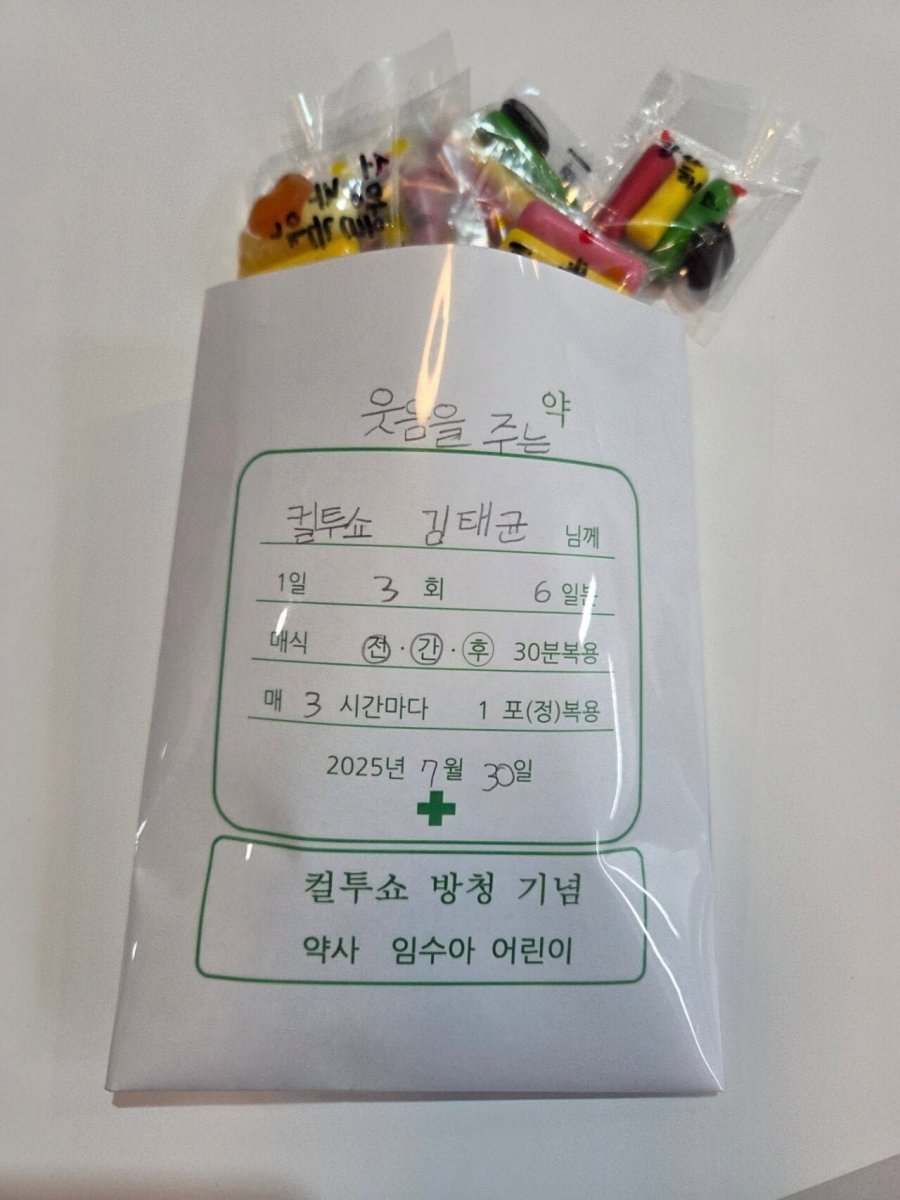 웃음을 주는 약
컬투쇼 김태균 님께
1일 3 회 6 일분
매식 전·간·후 30분복용
매 3 시간마다 1 포(정)복용
2025년 7월 30일
컬투쇼 방청 기념
약사 임수아 어린이